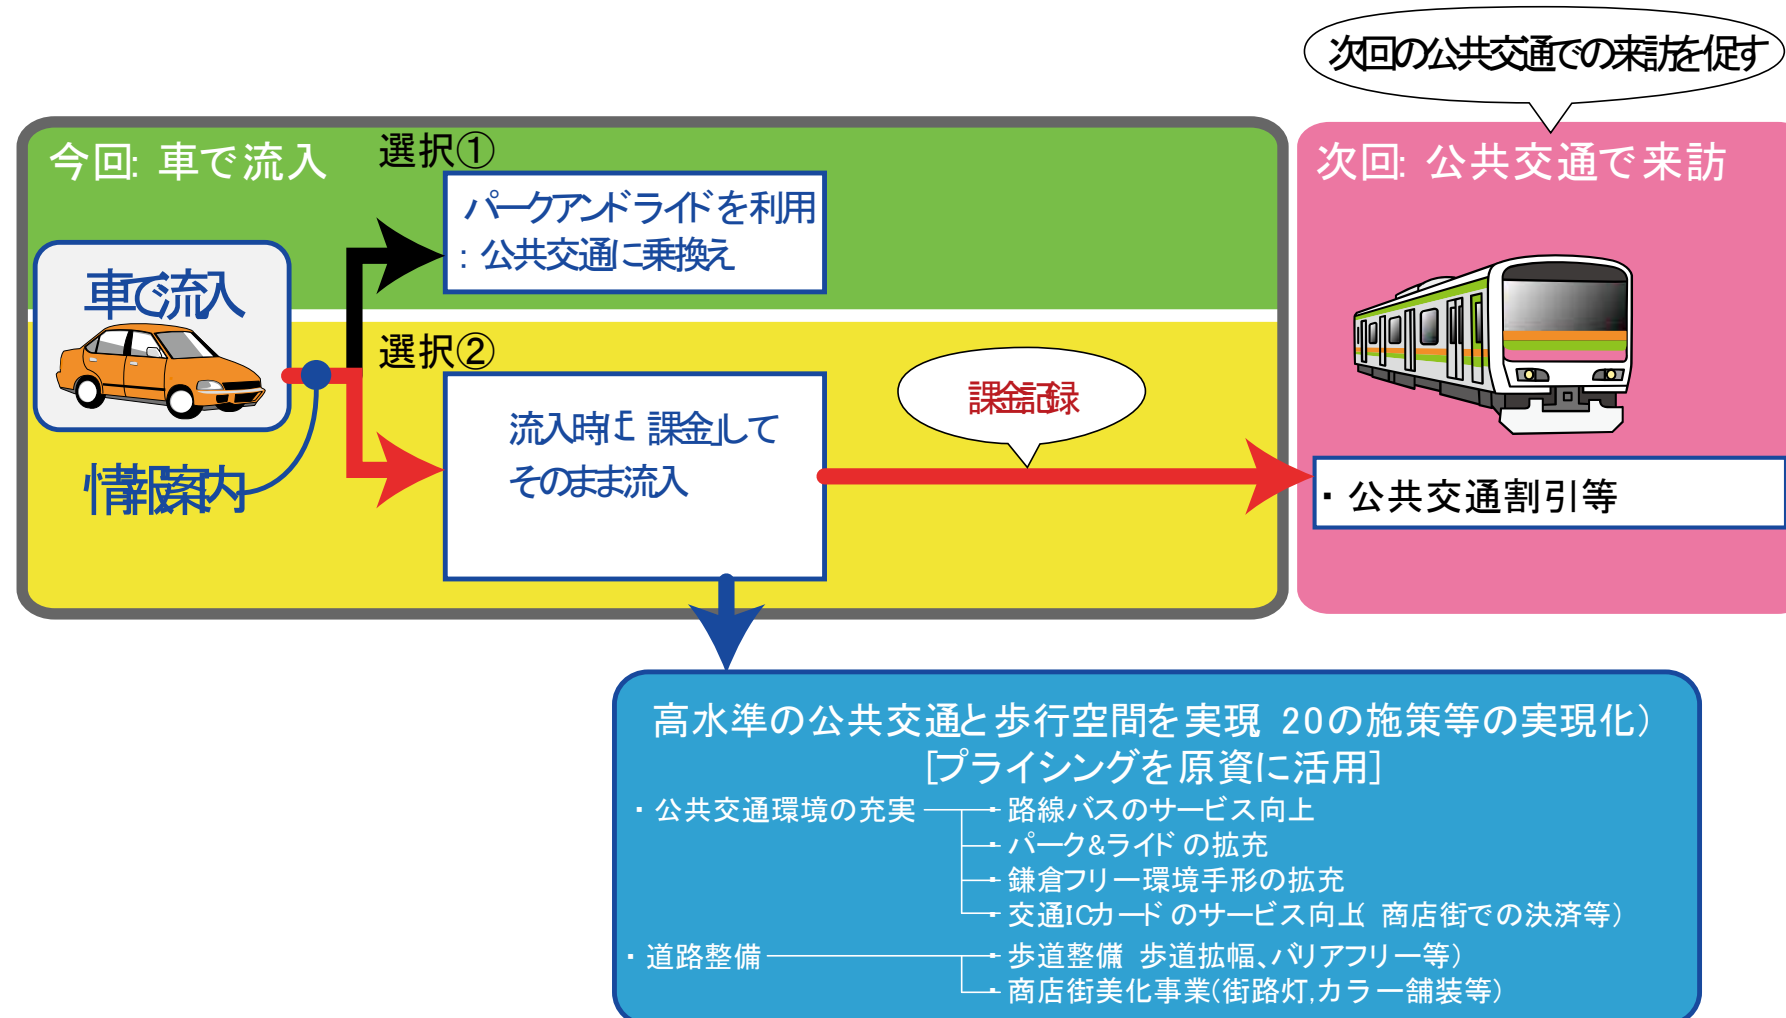 次回の公共交通での来訪を促す
今回: 車で流入
選択①
パークアンドライドを利用
: 公共交通に乗換え
車で流入
情報案内
選択②
流入時に「課金」して
そのまま流入
課金記録
次回: 公共交通で来訪
・公共交通割引等
高水準の公共交通と歩行空間を実現( 20の施策等の実現化)
[プライシングを原資に活用]
・公共交通環境の充実
・路線バスのサービス向上
・パーク&ライドの拡充
・鎌倉フリー環境手形の拡充
・交通ICカードのサービス向上( 商店街での決済等)
・道路整備
・歩道整備( 歩道拡幅、バリアフリー等)
・商店街美化事業(街路灯,カラー舗装等)